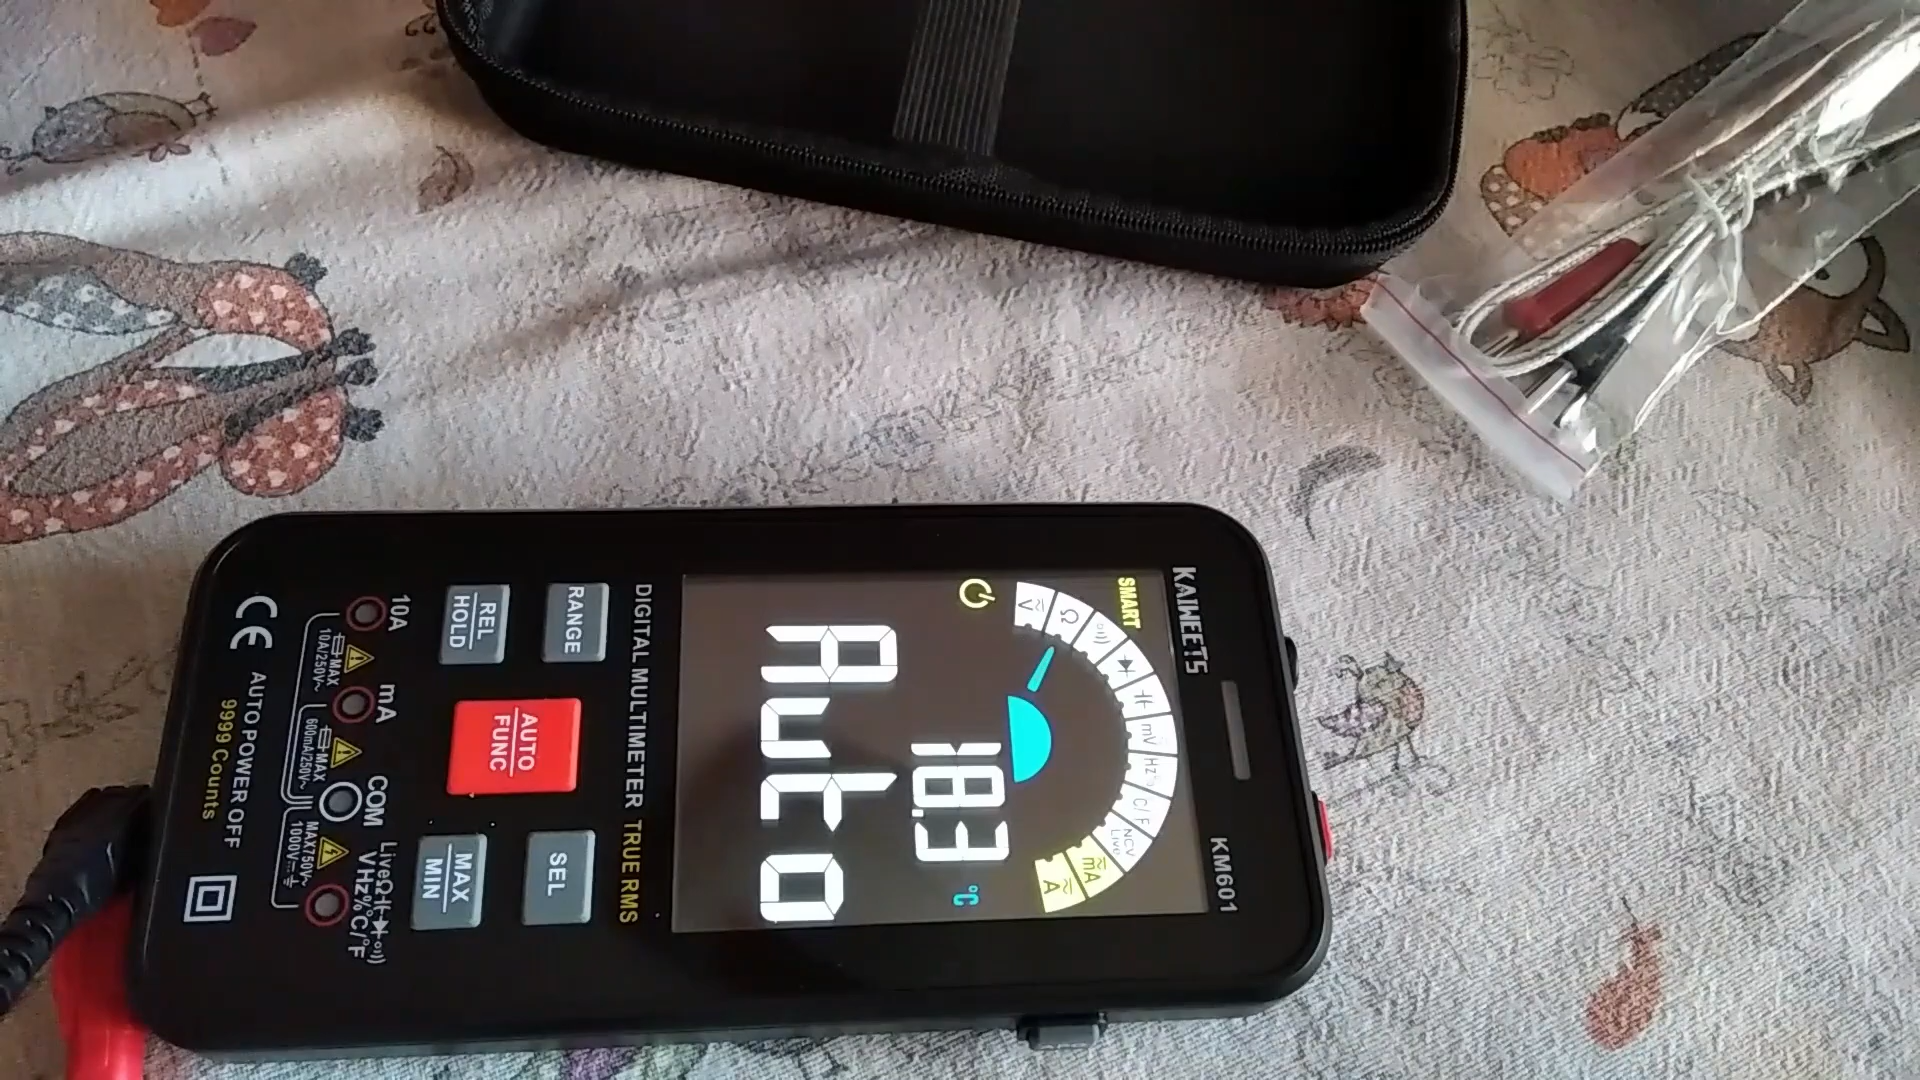 KAIWEETS
KM601
SMART
V
Ω
mV
Hz%
°C/°F
NCV
Live
mA
A
18.3 °C
Auto
DIGITAL MULTIMETER TRUE RMS
RANGE
SEL
REL
HOLD
AUTO
FUNC
MAX
MIN
10A
mA
COM
LiveΩ
VHz%°C/°F
MAX
10A/250V~
MAX
600mA/250V~
MAX750V~
1000V
CE
AUTO POWER OFF
9999 Counts